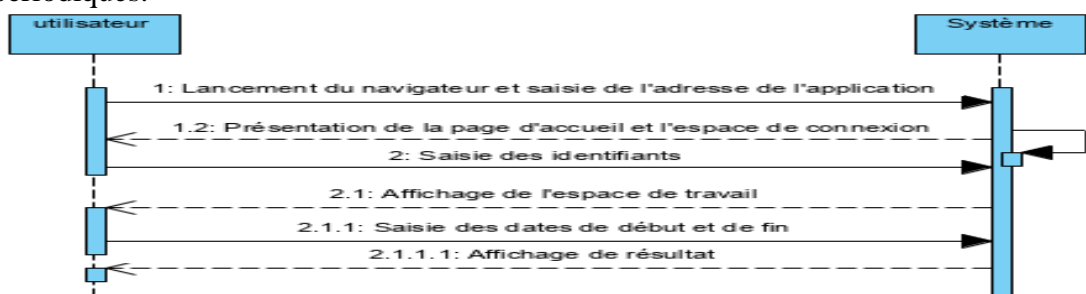 périodiques.
utilisateur
Système
1: Lancement du navigateur et saisie de l'adresse de l'application
1.2: Présentation de la page d'accueil et l'espace de connexion
2: Saisie des identifiants
2.1: Affichage de l'espace de travail
2.1.1: Saisie des dates de début et de fin
2.1.1.1: Affichage de résultat